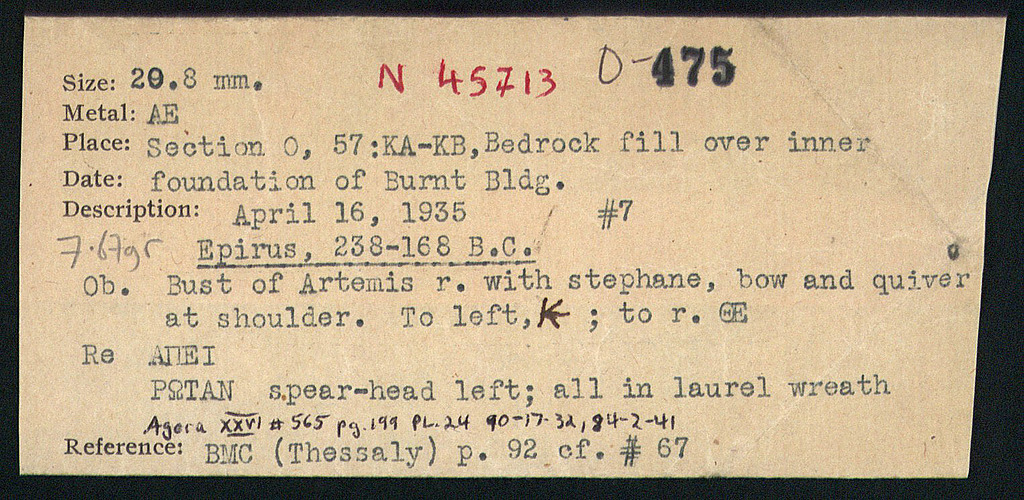 N 45713 O-475
Size: 20.8 mm.
Metal: AE
Place: Section O, 57:KA-KB, Bedrock fill over inner
Date: foundation of Burnt Bldg.
Description: April 16, 1935 #7
7.67gr Epirus, 238-168 B.C.
Ob. Bust of Artemis r. with stephane, bow and quiver
at shoulder. To left, K ; to r. ΘE
Re ΑΠΕΙ
ΡΩΤΑΝ spear-head left; all in laurel wreath
Agora XXVI # 565 pg. 199 PL. 24 90-17-32, 84-2-41
Reference: BMC (Thessaly) p. 92 cf. # 67